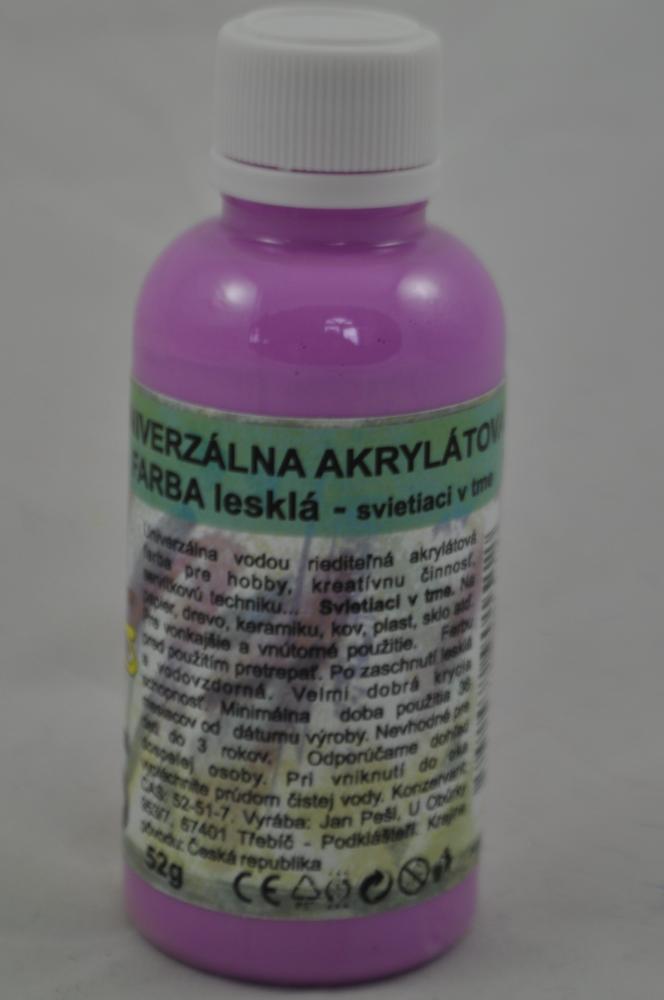 NIVERZÁLNA AKRYLÁTOV
FARBA lesklá - svietiaci v tme
Univerzálna vodou riediteľná akrylátová
farba pre hobby, kreatívnu činnosť,
servítkovú techniku... Svietiaci v tme. Na
papier, drevo, keramiku, kov, plast, sklo atď.
Pre vonkajšie a vnútorné použitie. Farbu
pred použitím pretrepať. Po zaschnutí lesklá
a vodovzdorná. Velmi dobrá krycia
schopnosť. Minimálna doba použitia 36
mesiacov od dátumu výroby. Nevhodné pre
deti do 3 rokov. Odporúčame dohľad
dospelej osoby. Pri vniknutí do oka
vypláchnite prúdom čistej vody. Konzervant
CAS: 52-51-7. Vyrába: Jan Pešl, U Obůrky
953/7, 67401 Třebíč - Podklášteří. Krajina
pôvodu: Česká republika
52g CE